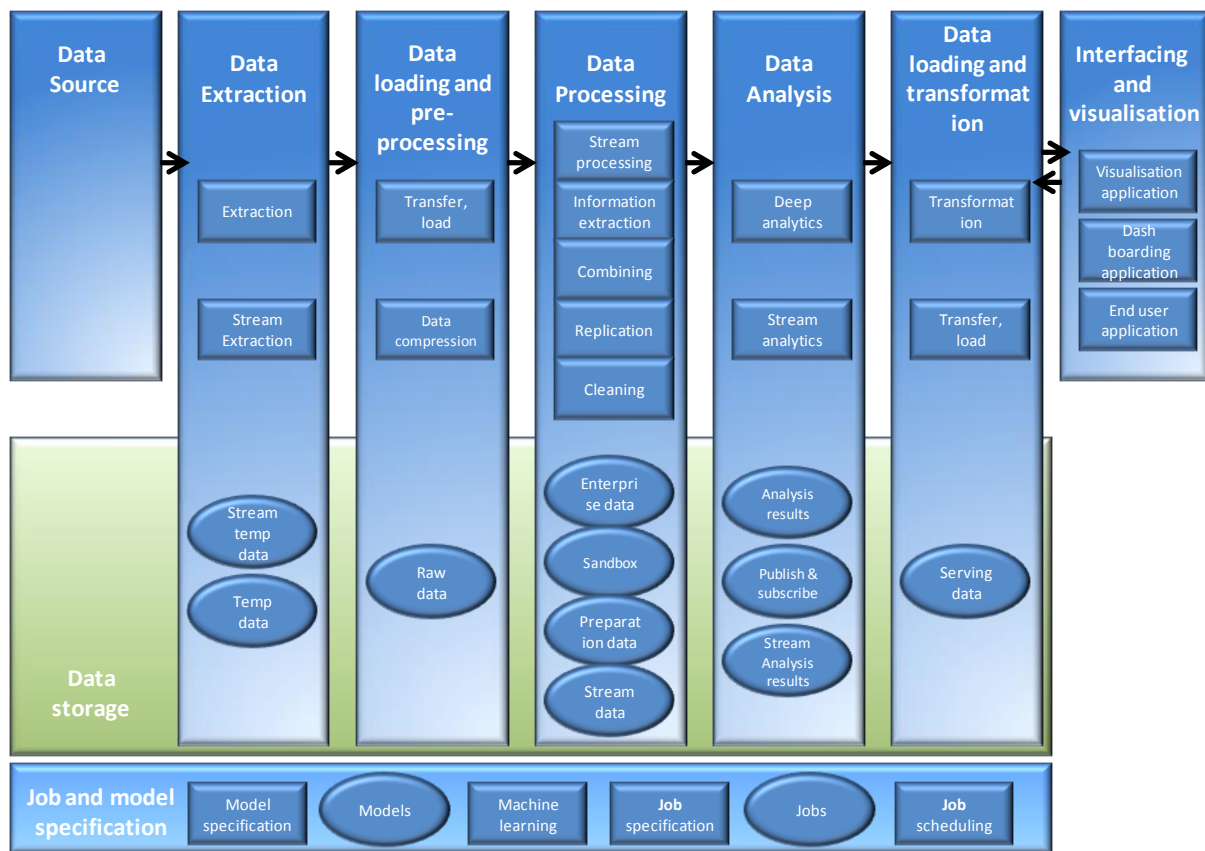 Data
Source
Data
Extraction
Extraction
Stream
Extraction
Stream
temp
data
Temp
data
Data
loading and
pre-
processing
Transfer,
load
Data
compression
Raw
data
Data
Processing
Stream
processing
Information
extraction
Combining
Replication
Cleaning
Enterpri
se data
Sandbox
Preparat
ion data
Stream
data
Data
Analysis
Deep
analytics
Stream
analytics
Analysis
results
Publish &
subscribe
Stream
Analysis
results
Data
loading and
transformat
ion
Transformat
ion
Transfer,
load
Serving
data
Interfacing
and
visualisation
Visualisation
application
Dash
boarding
application
End user
application
Data
storage
Job and model
specification
Model
specification
Models
Machine
learning
Job
specification
Jobs
Job
scheduling